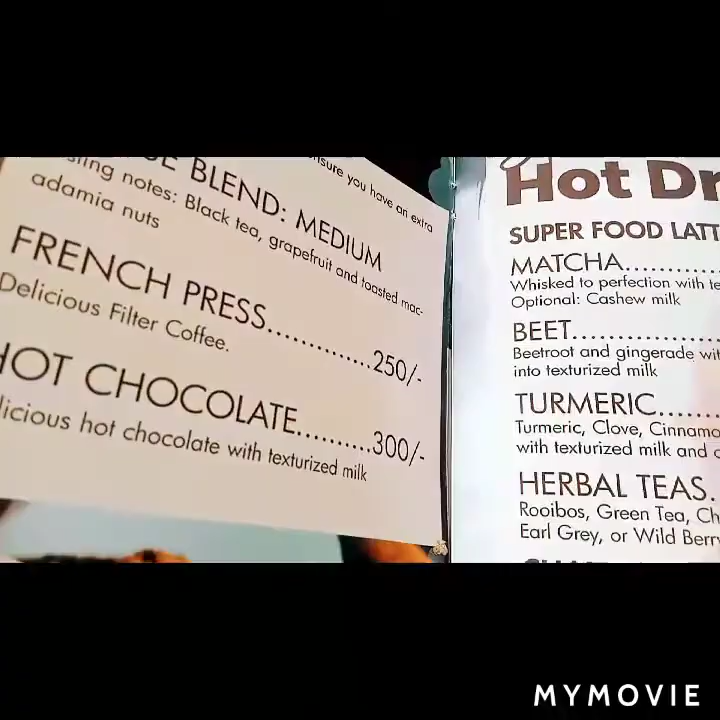 nsure you have an extra
BLEND: MEDIUM
notes: Black tea, grapefruit and toasted mac-
adamia nuts
FRENCH PRESS..............250/-
Delicious Filter Coffee.
HOT CHOCOLATE..........300/-
licious hot chocolate with texturized milk
Hot Dr
SUPER FOOD LATT
MATCHA............
Whisked to perfection with te
Optional: Cashew milk
BEET..................
Beetroot and gingerade wit
into texturized milk
TURMERIC........
Turmeric, Clove, Cinnamo
with texturized milk and c
HERBAL TEAS.
Rooibos, Green Tea, Ch
Earl Grey, or Wild Berry
MYMOVIE